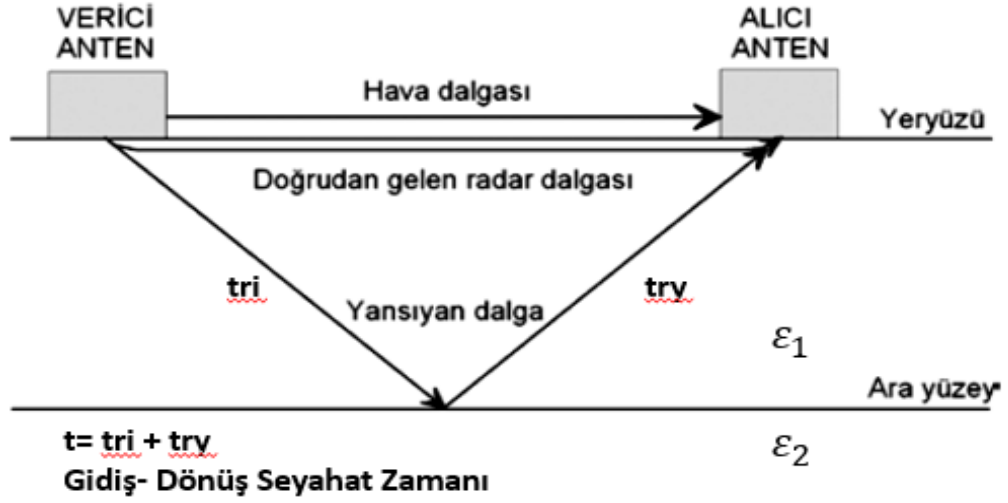 VERİCİ
ANTEN
ALICI
ANTEN
Hava dalgası
Yeryüzü
Doğrudan gelen radar dalgası
tri
try
Yansıyan dalga
ε1
Ara yüzey
t= tri + try
ε2
Gidiş- Dönüş Seyahat Zamanı